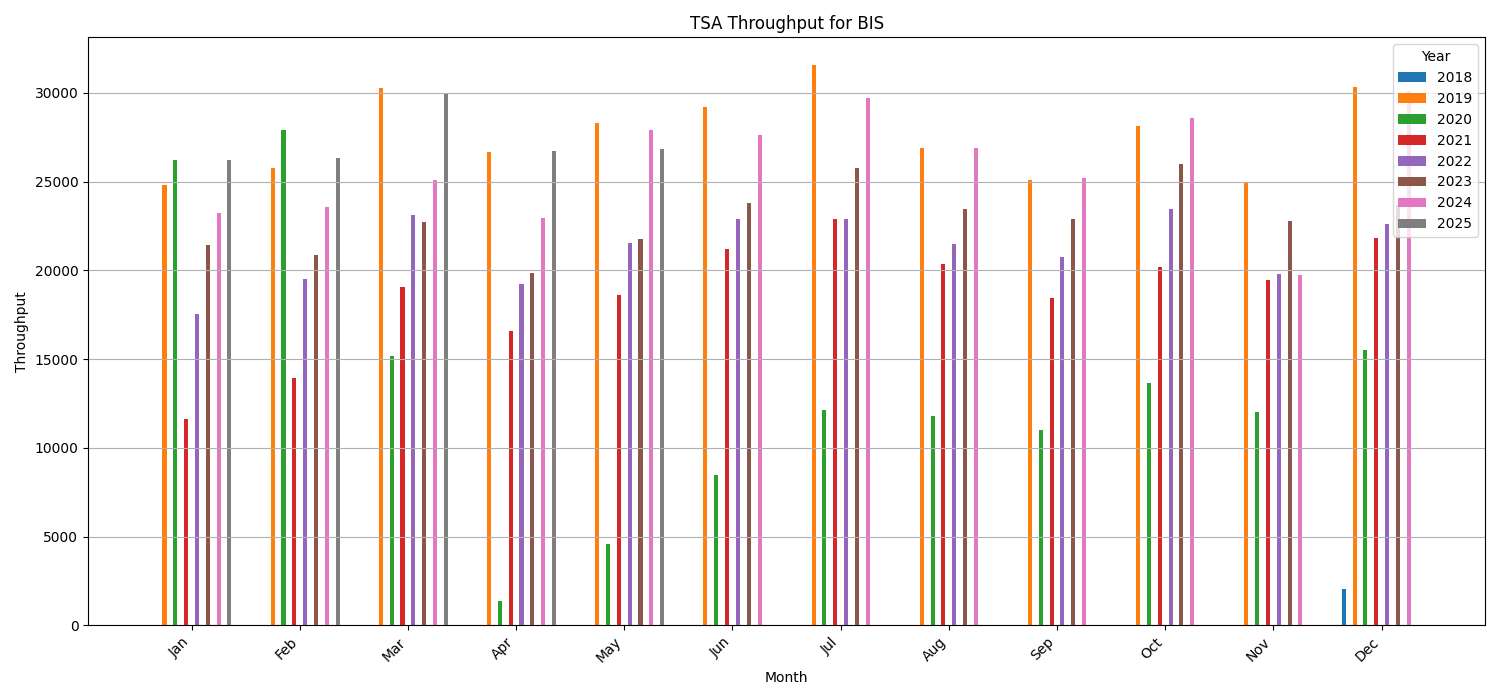 TSA Throughput for BIS
Year
2018
2019
2020
2021
2022
2023
2024
2025
30000
25000
20000
15000
10000
5000
0
Throughput
Jan
Feb
Mar
Apr
May
Jun
Jul
Aug
Sep
Oct
Nov
Dec
Month